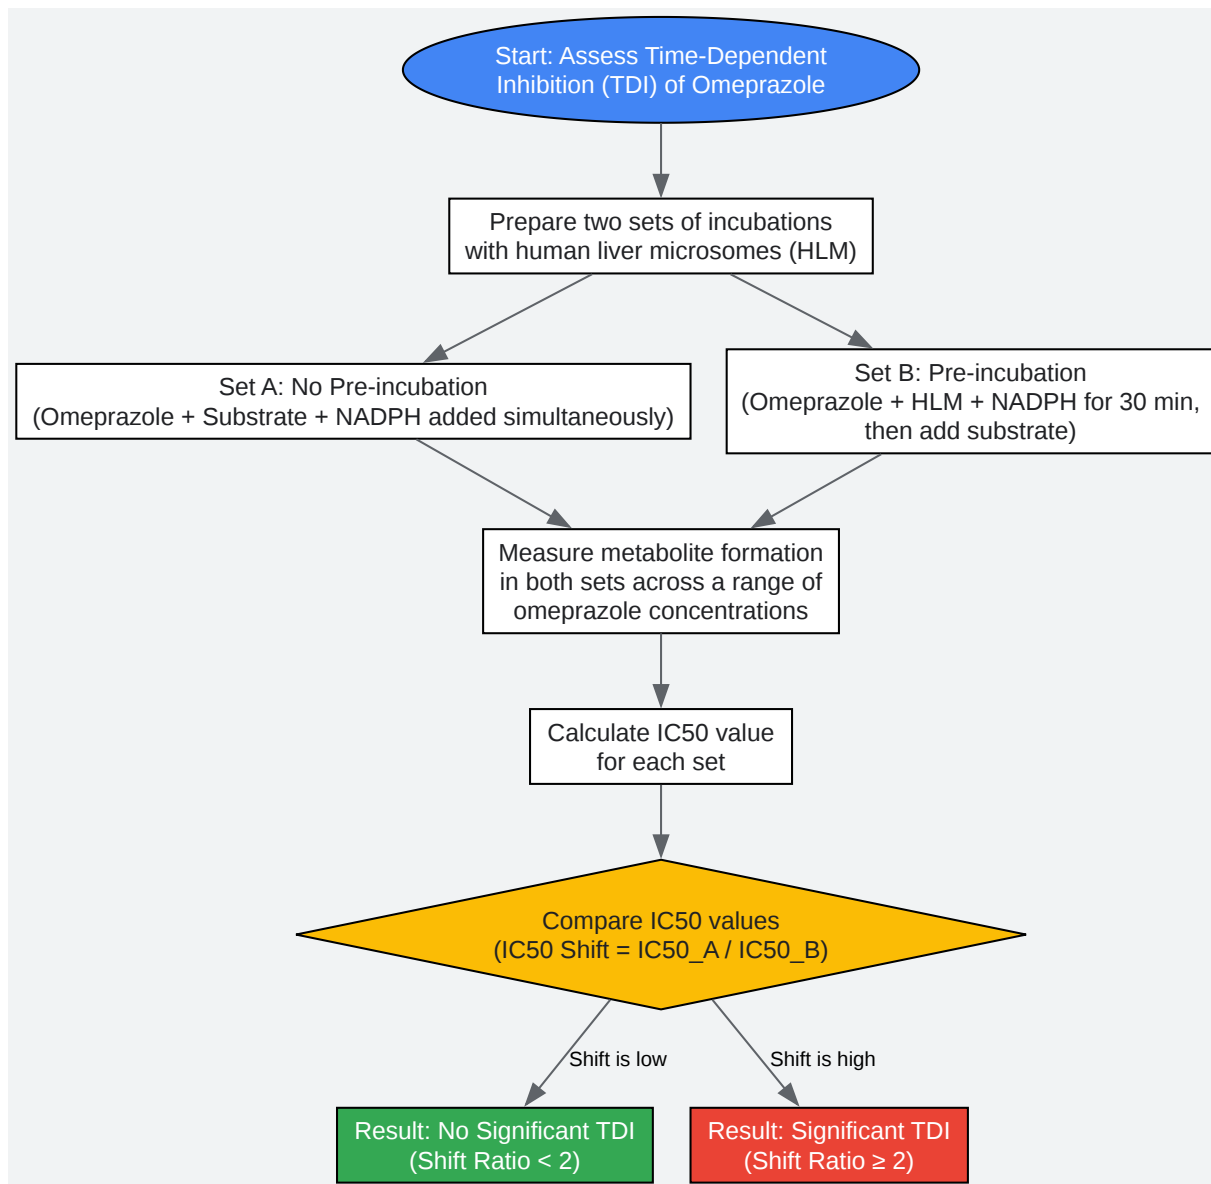 Start: Assess Time-Dependent
Inhibition (TDI) of Omeprazole
Prepare two sets of incubations
with human liver microsomes (HLM)
Set A: No Pre-incubation
(Omeprazole + Substrate + NADPH added simultaneously)
Set B: Pre-incubation
(Omeprazole + HLM + NADPH for 30 min,
then add substrate)
Measure metabolite formation
in both sets across a range of
omeprazole concentrations
Calculate IC50 value
for each set
Compare IC50 values
(IC50 Shift = IC50_A / IC50_B)
Shift is low
Shift is high
Result: No Significant TDI
(Shift Ratio < 2)
Result: Significant TDI
(Shift Ratio ≥ 2)